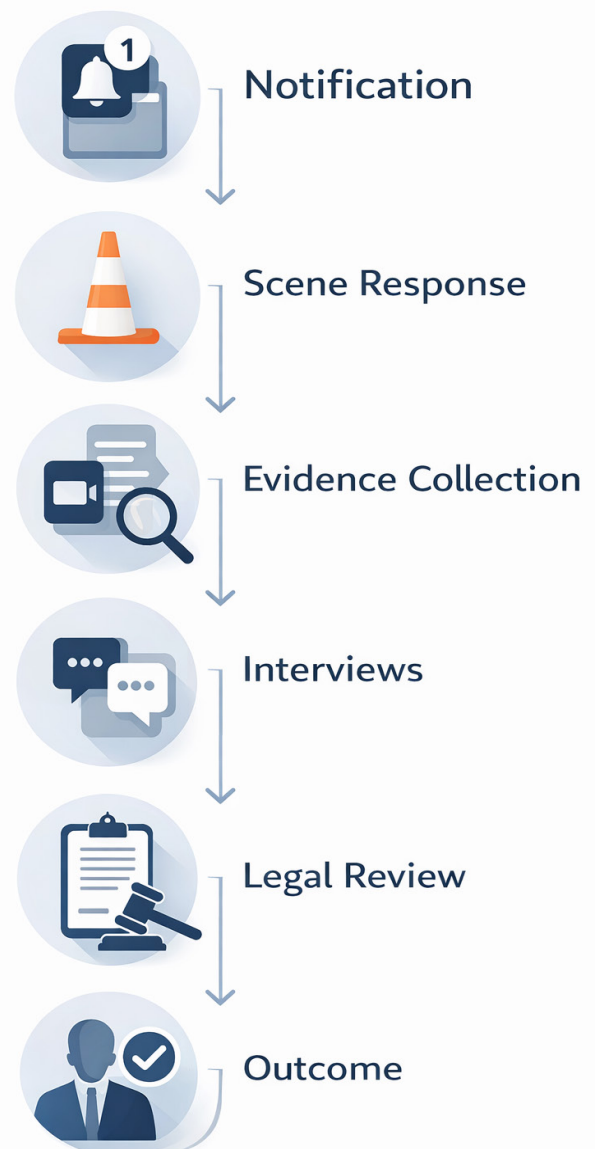 1
Notification
Scene Response
Evidence Collection
Interviews
Legal Review
Outcome